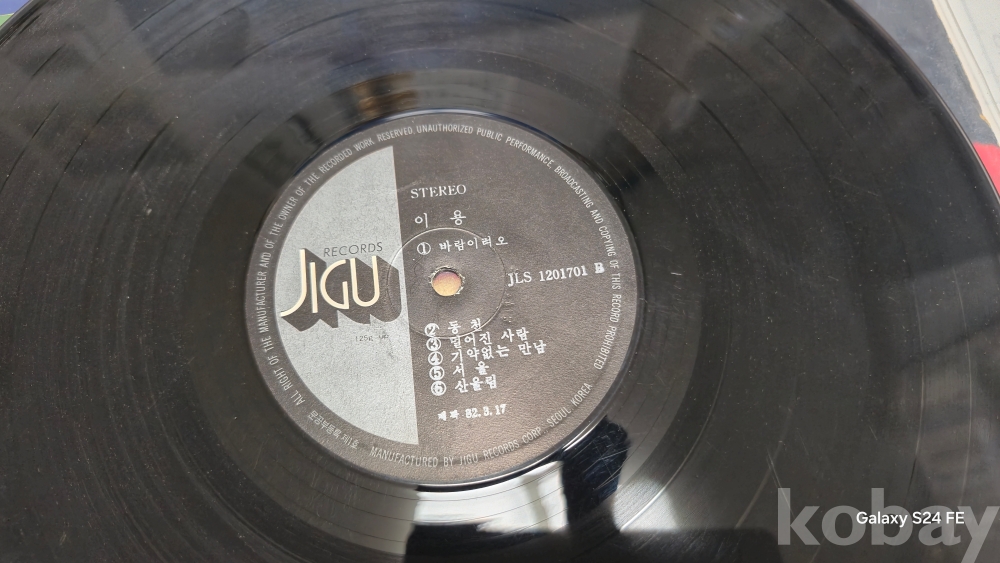 ALL RIGHT OF THE MANUFACTURER AND OF THE OWNER OF THE RECORDED WORK RESERVED. UNAUTHORIZED PUBLIC PERFORMANCE, BROADCASTING AND COPYING OF THIS RECORD PROHIBITED
STEREO
이 용
① 바람이려오
RECORDS
JIGU
JLS 1201701 B
② 동 친
③ 멀어진 사람
④ 기약없는 만남
⑤ 서 울
⑥ 산울림
제작 82.3.17
MANUFACTURED BY JIGU RECORDS CORP. SEOUL KOREA
kobay
Galaxy S24 FE